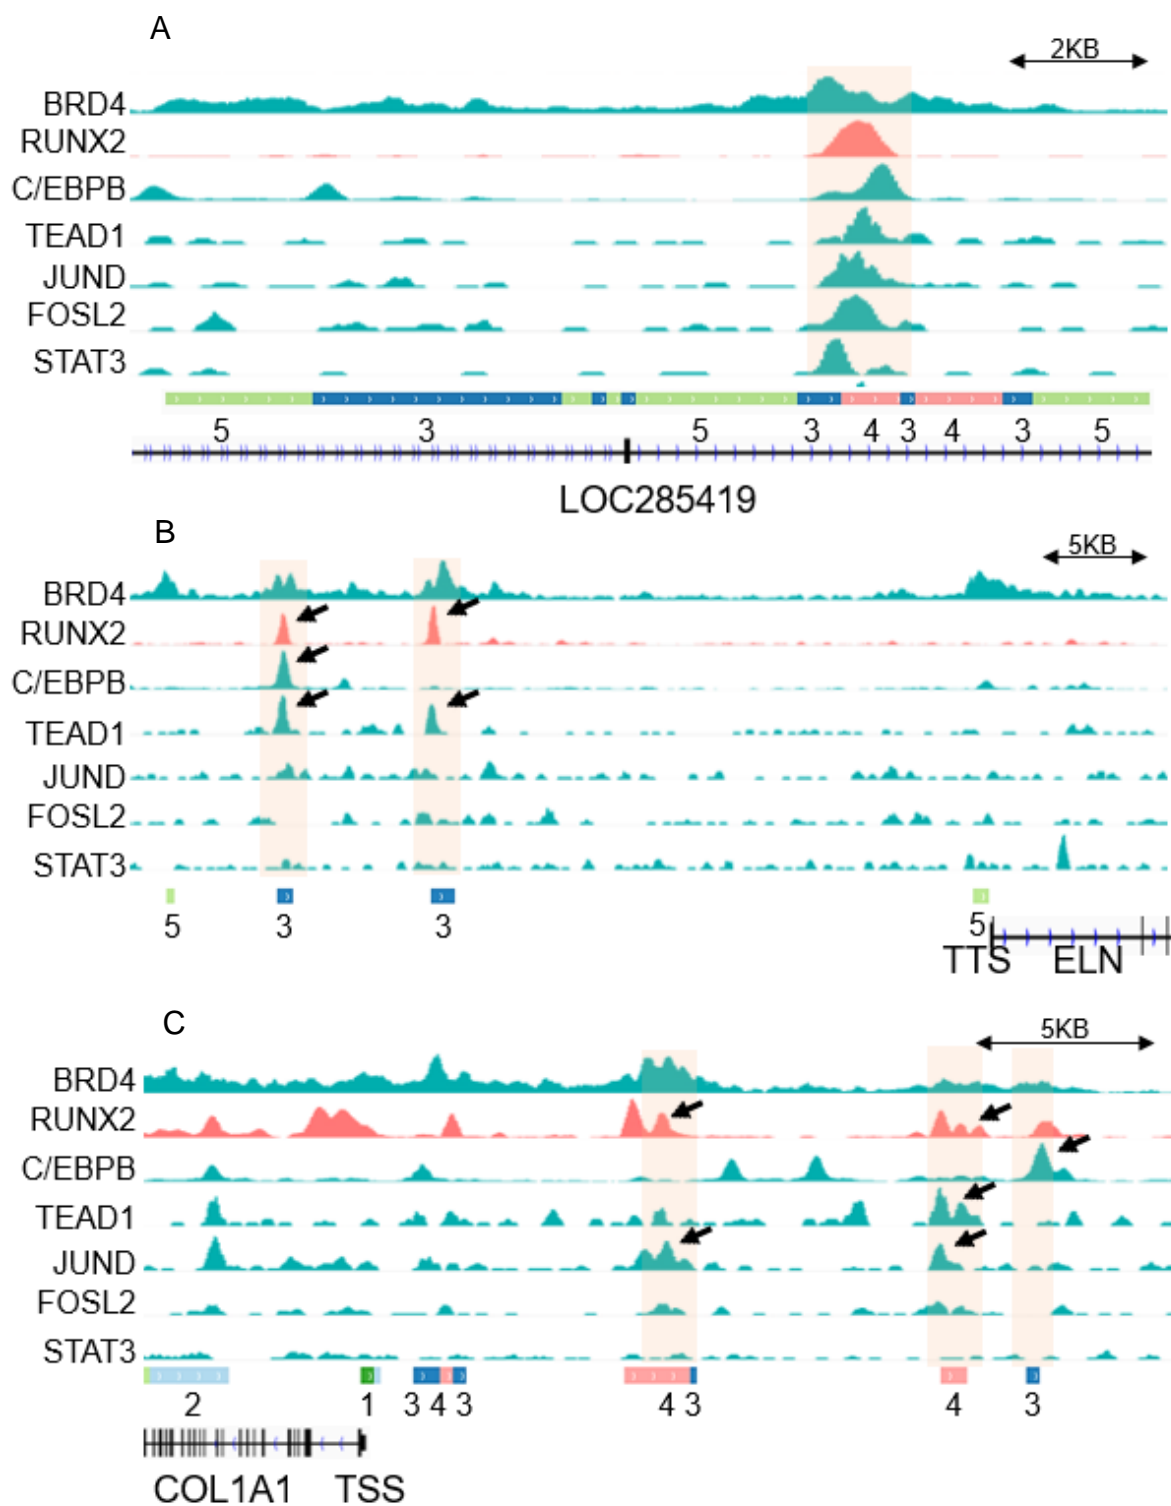 A
2KB
BRD4
RUNX2
C/EBPB
TEAD1
JUND
FOSL2
STAT3
5 3 5 3 4 3 4 3 5
LOC285419
B
5KB
BRD4
RUNX2
C/EBPB
TEAD1
JUND
FOSL2
STAT3
5 3 3 5
TTS ELN
C
5KB
BRD4
RUNX2
C/EBPB
TEAD1
JUND
FOSL2
STAT3
2 1 3 4 3 4 3 4 3
COL1A1 TSS